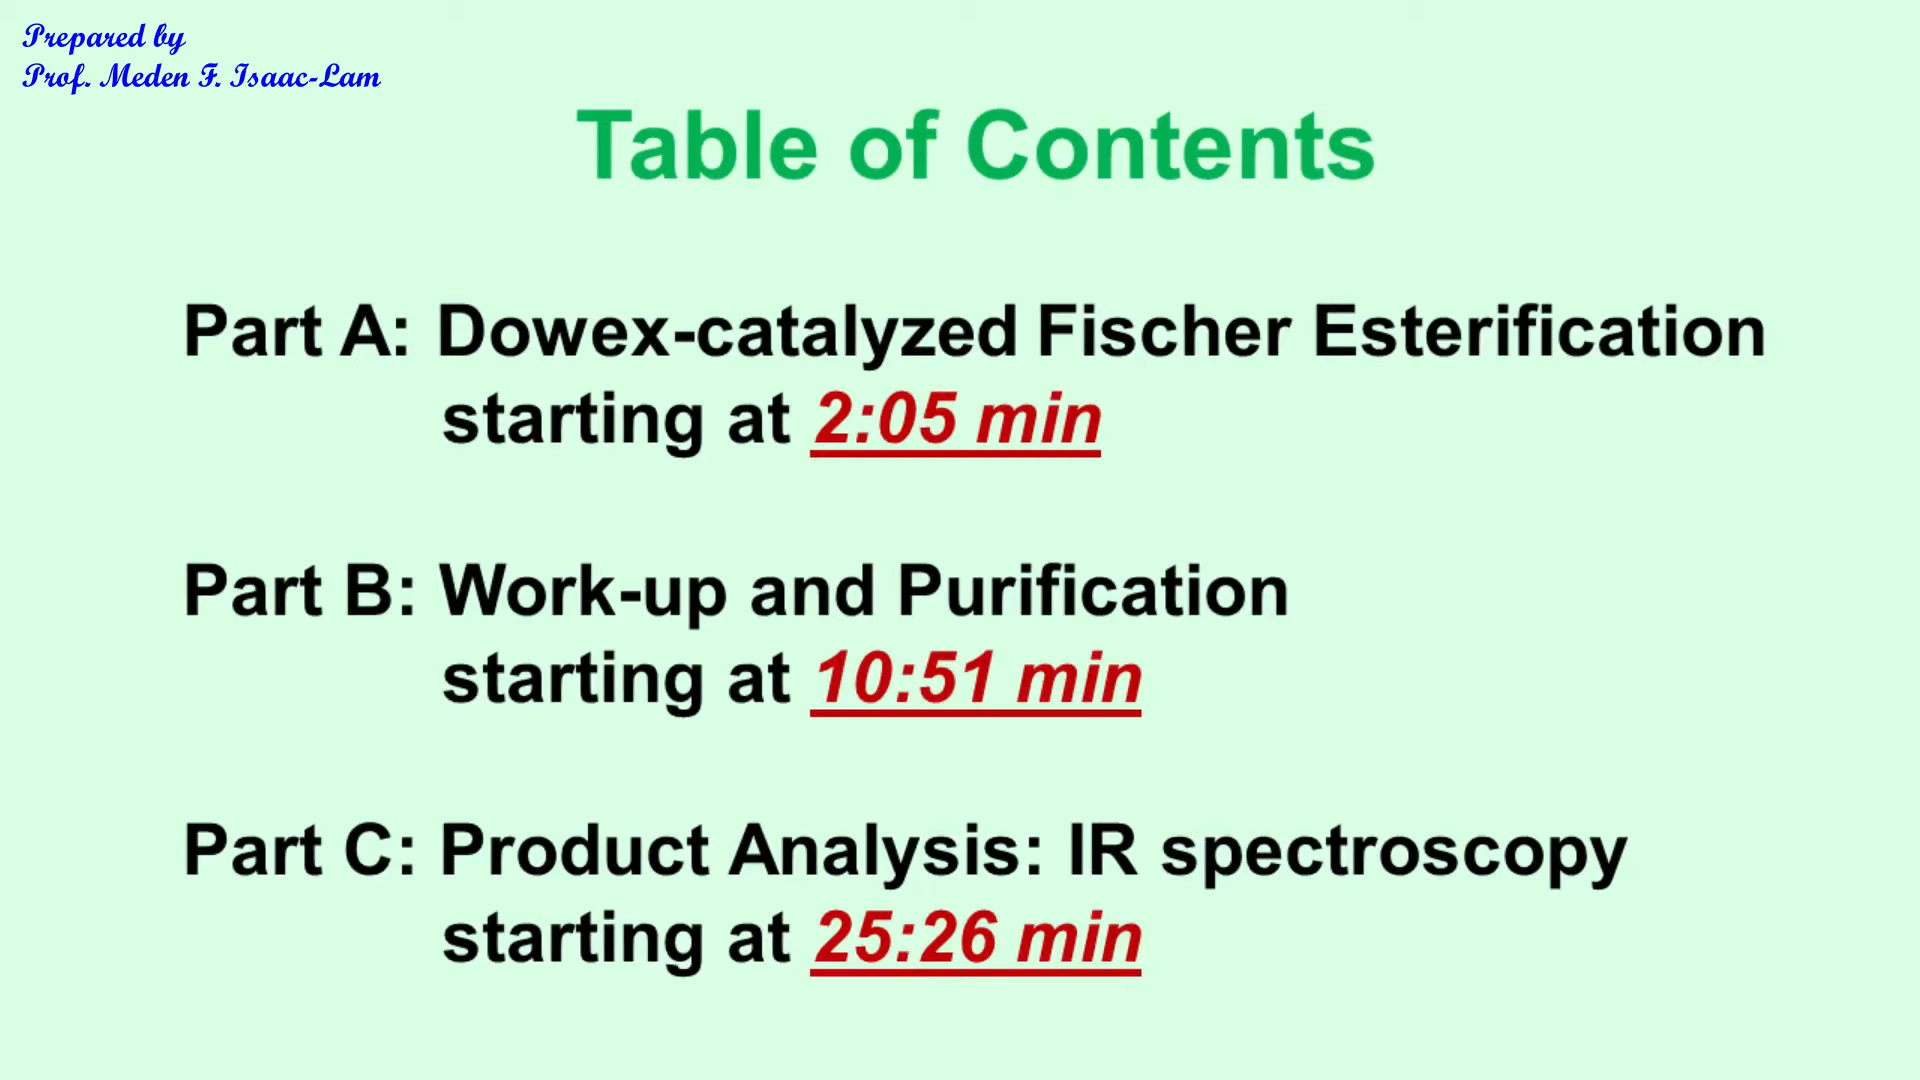 Prepared by
Prof. Meden F. Isaac-Lam
Table of Contents
Part A: Dowex-catalyzed Fischer Esterification
starting at 2:05 min
Part B: Work-up and Purification
starting at 10:51 min
Part C: Product Analysis: IR spectroscopy
starting at 25:26 min